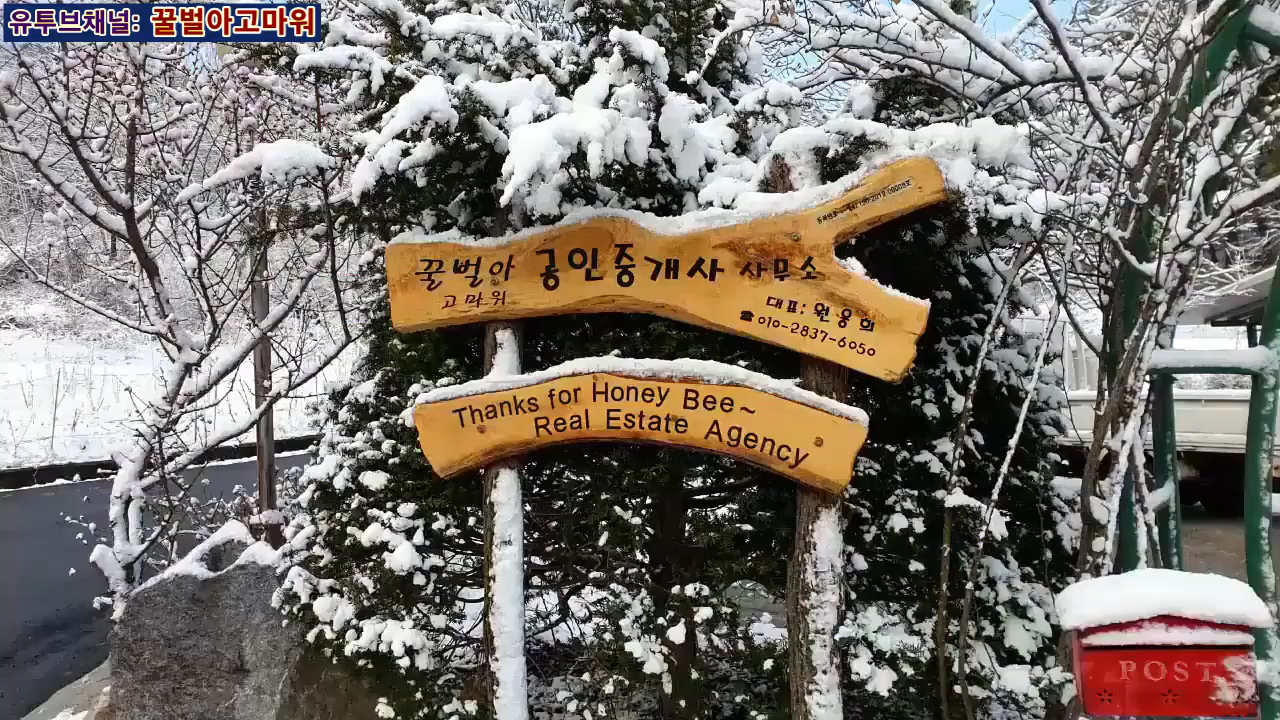 유투브채널: 꿀벌아고마워
꿀벌아 공인중개사 사무소
고마위
대표: 원웅희
☎010-2837-6050
Thanks for Honey Bee~
Real Estate Agency
POST